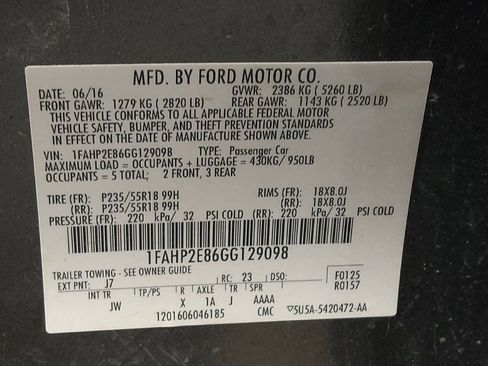 MFD. BY FORD MOTOR CO.
DATE: 06/16 GVWR: 2386 KG ( 5260 LB)
FRONT GAWR: 1279 KG ( 2820 LB) REAR GAWR: 1143 KG ( 2520 LB)
THIS VEHICLE CONFORMS TO ALL APPLICABLE FEDERAL MOTOR
VEHICLE SAFETY, BUMPER, AND THEFT PREVENTION STANDARDS
IN EFFECT ON THE DATE OF MANUFACTURE SHOWN ABOVE.
VIN: 1FAHP2E86GG129098 TYPE: Passenger Car
MAXIMUM LOAD = OCCUPANTS + LUGGAGE = 430KG/ 950LB
OCCUPANTS = 5 TOTAL; 2 FRONT, 3 REAR
TIRE (FR): P235/55R18 99H RIMS (FR): 18X8.0J
(RR): P235/55R18 99H (RR): 18X8.0J
PRESSURE (FR): 220 kPa/ 32 PSI COLD (RR): 220 kPa/ 32 PSI COLD
1FAHP2E86GG129098
TRAILER TOWING - SEE OWNER GUIDE
EXT PNT: J7 RC: 23 DSO: F0125
INT TR TP/PS R AXLE TR SPR R0157
JW X 1A J AAAA
1201606046185 CMC ▽5U5A-5420472-AA